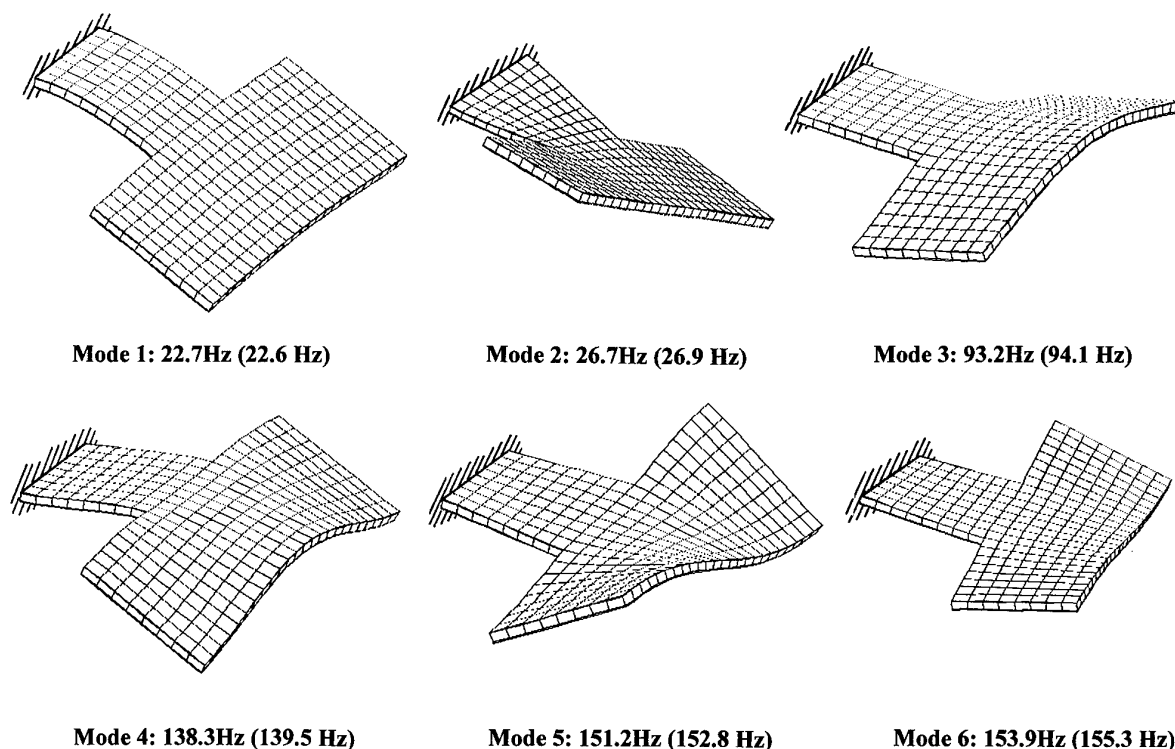 Mode 1: 22.7Hz (22.6 Hz)
Mode 2: 26.7Hz (26.9 Hz)
Mode 3: 93.2Hz (94.1 Hz)
Mode 4: 138.3Hz (139.5 Hz)
Mode 5: 151.2Hz (152.8 Hz)
Mode 6: 153.9Hz (155.3 Hz)